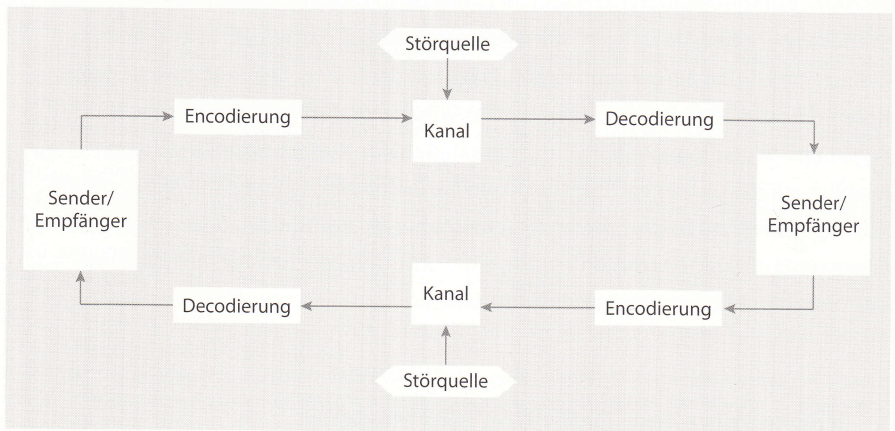 Störquelle
Encodierung
Kanal
Decodierung
Sender/
Empfänger
Sender/
Empfänger
Decodierung
Kanal
Encodierung
Störquelle